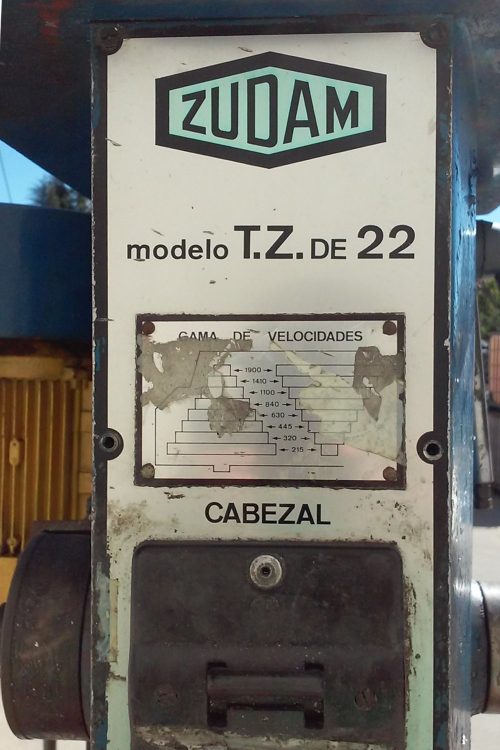 ZUDAM
modelo T.Z. DE 22
GAMA DE VELOCIDADES
1900
1410
1100
840
630
445
320
215
CABEZAL